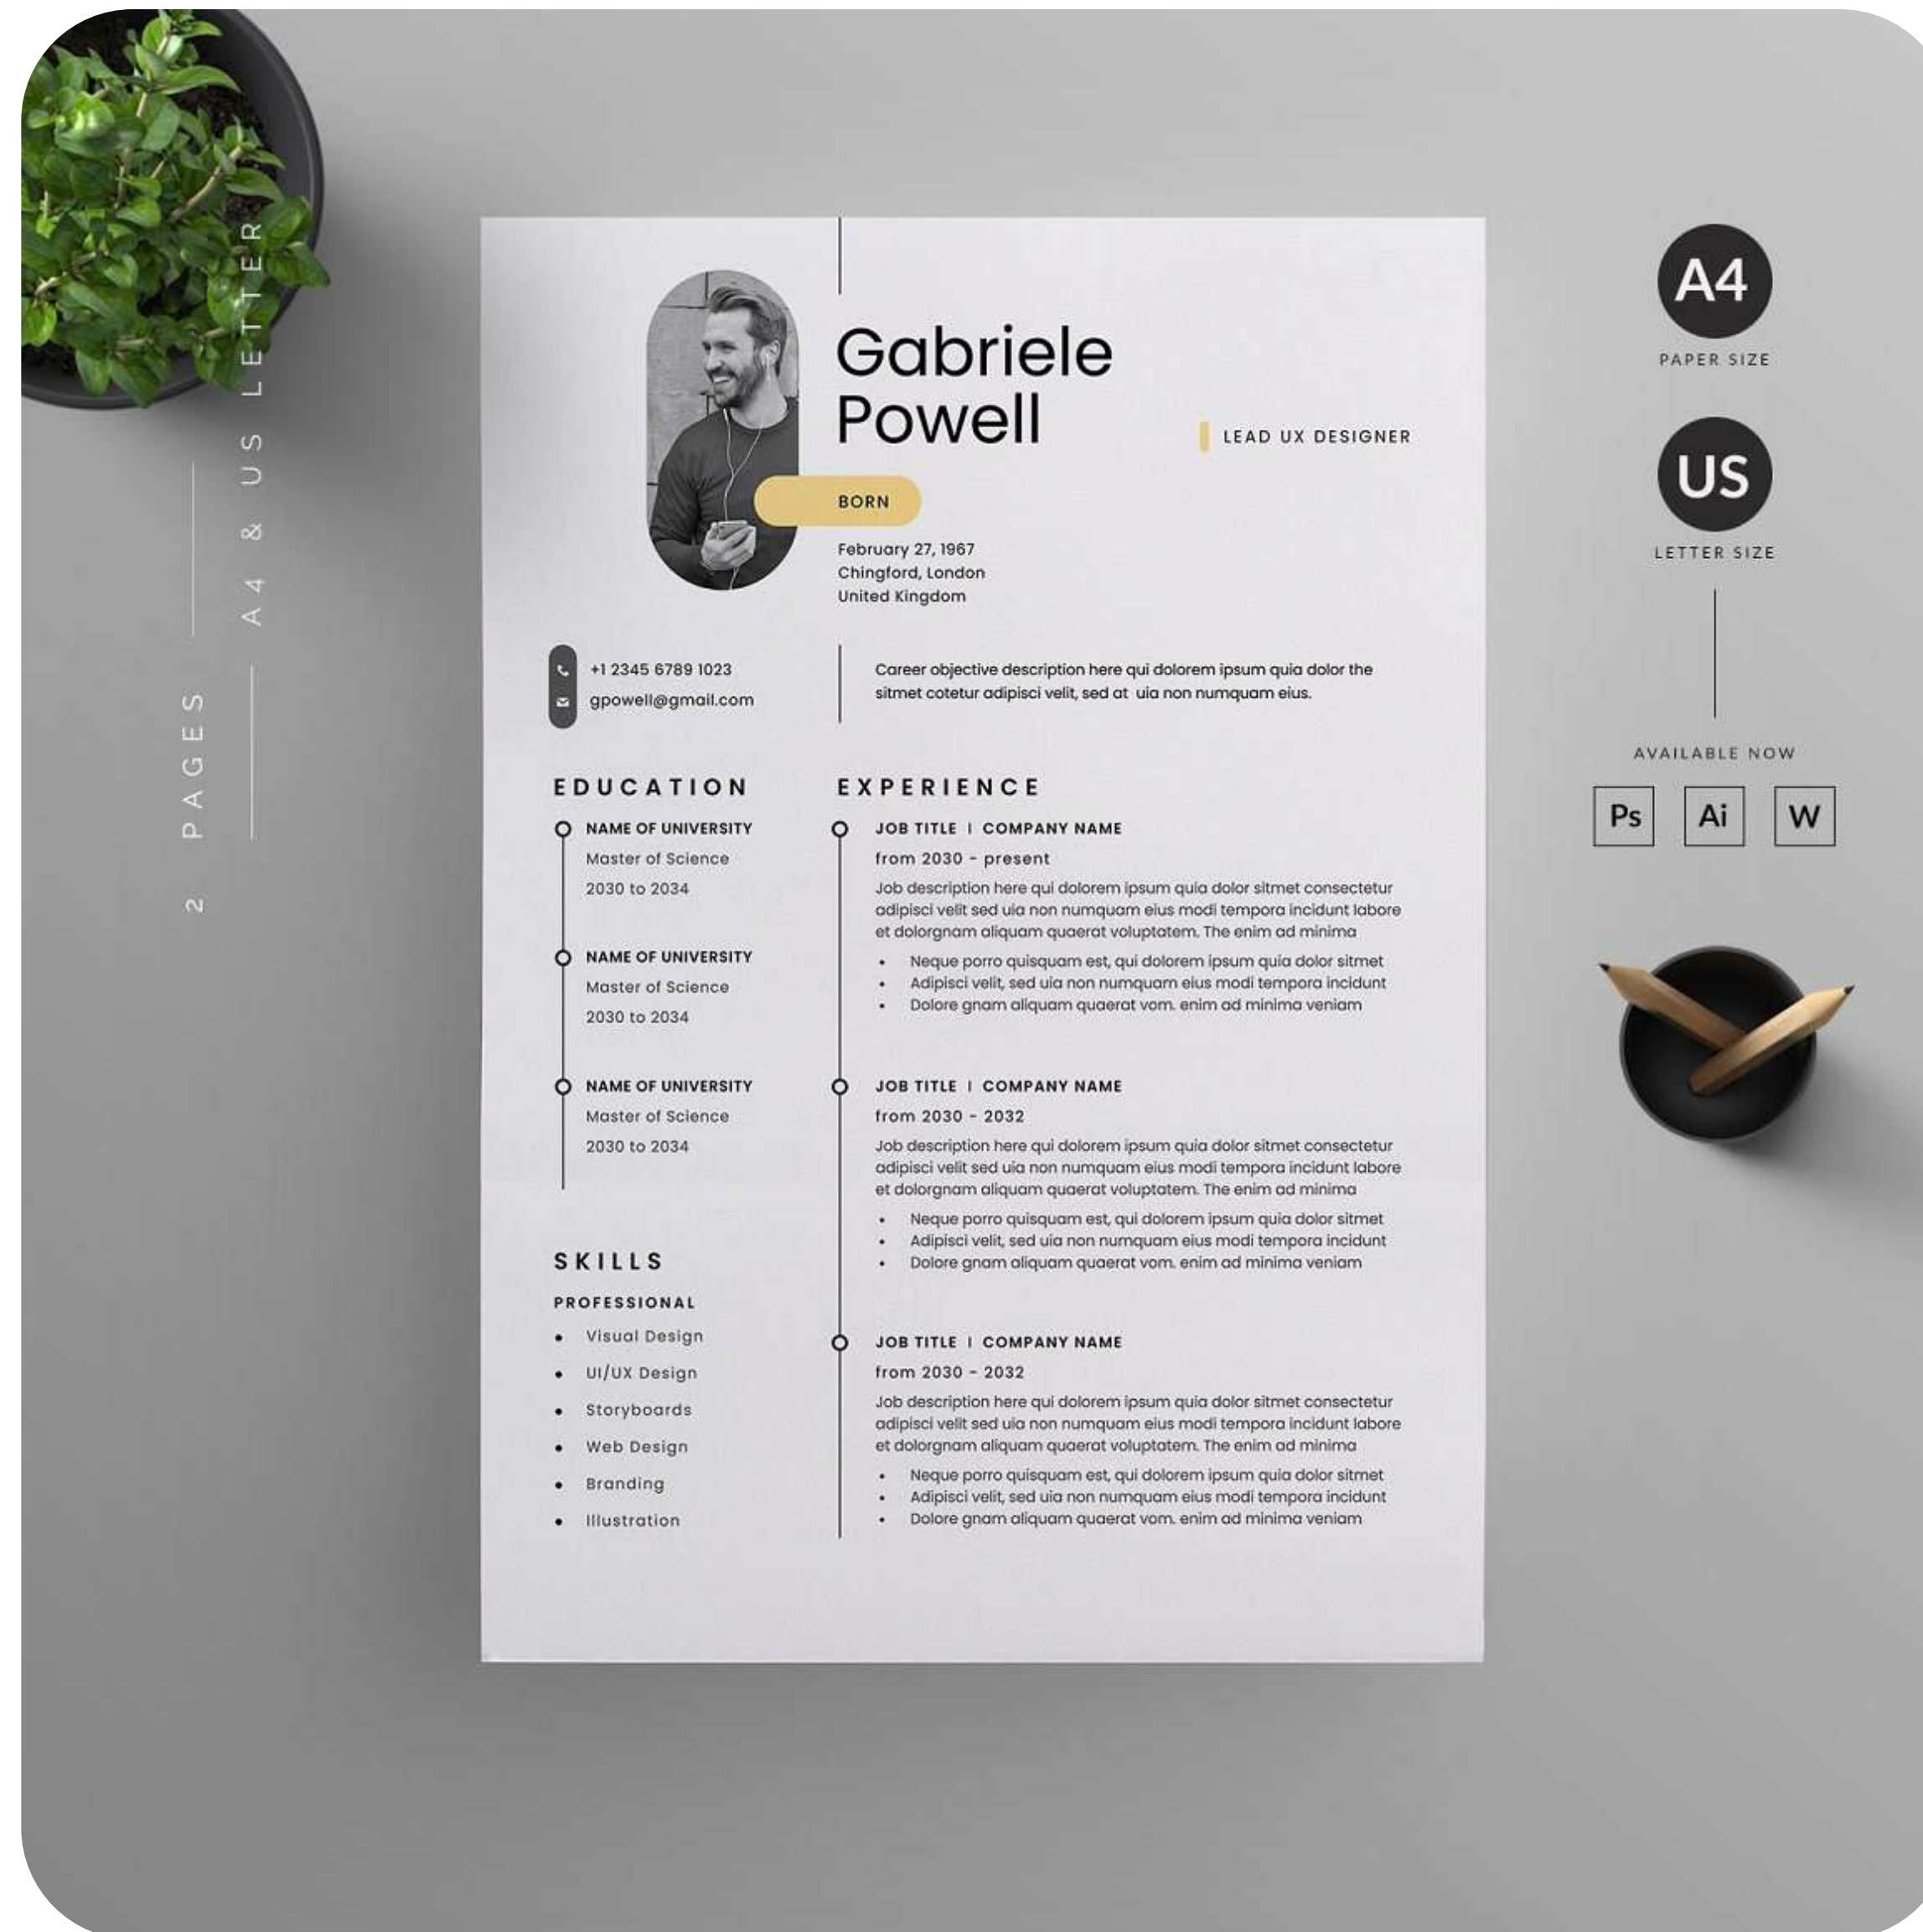 A4 & US LETTER
2 PAGES
Gabriele
Powell
LEAD UX DESIGNER
BORN
February 27, 1967
Chingford, London
United Kingdom
+1 2345 6789 1023
gpowell@gmail.com
Career objective description here qui dolorem ipsum quia dolor the
sitmet cotetur adipisci velit, sed at uia non numquam eius.
EDUCATION
NAME OF UNIVERSITY
Master of Science
2030 to 2034
NAME OF UNIVERSITY
Master of Science
2030 to 2034
NAME OF UNIVERSITY
Master of Science
2030 to 2034
SKILLS
PROFESSIONAL
• Visual Design
• UI/UX Design
• Storyboards
• Web Design
• Branding
• Illustration
EXPERIENCE
JOB TITLE | COMPANY NAME
from 2030 - present
Job description here qui dolorem ipsum quia dolor sitmet consectetur
adipisci velit sed uia non numquam eius modi tempora incidunt labore
et dolorgnam aliquam quaerat voluptatem. The enim ad minima
• Neque porro quisquam est, qui dolorem ipsum quia dolor sitmet
• Adipisci velit, sed uia non numquam eius modi tempora incidunt
• Dolore gnam aliquam quaerat vom. enim ad minima veniam
JOB TITLE | COMPANY NAME
from 2030 - 2032
Job description here qui dolorem ipsum quia dolor sitmet consectetur
adipisci velit sed uia non numquam eius modi tempora incidunt labore
et dolorgnam aliquam quaerat voluptatem. The enim ad minima
• Neque porro quisquam est, qui dolorem ipsum quia dolor sitmet
• Adipisci velit, sed uia non numquam eius modi tempora incidunt
• Dolore gnam aliquam quaerat vom. enim ad minima veniam
JOB TITLE | COMPANY NAME
from 2030 - 2032
Job description here qui dolorem ipsum quia dolor sitmet consectetur
adipisci velit sed uia non numquam eius modi tempora incidunt labore
et dolorgnam aliquam quaerat voluptatem. The enim ad minima
• Neque porro quisquam est, qui dolorem ipsum quia dolor sitmet
• Adipisci velit, sed uia non numquam eius modi tempora incidunt
• Dolore gnam aliquam quaerat vom. enim ad minima veniam
A4
PAPER SIZE
US
LETTER SIZE
AVAILABLE NOW
Ps Ai W